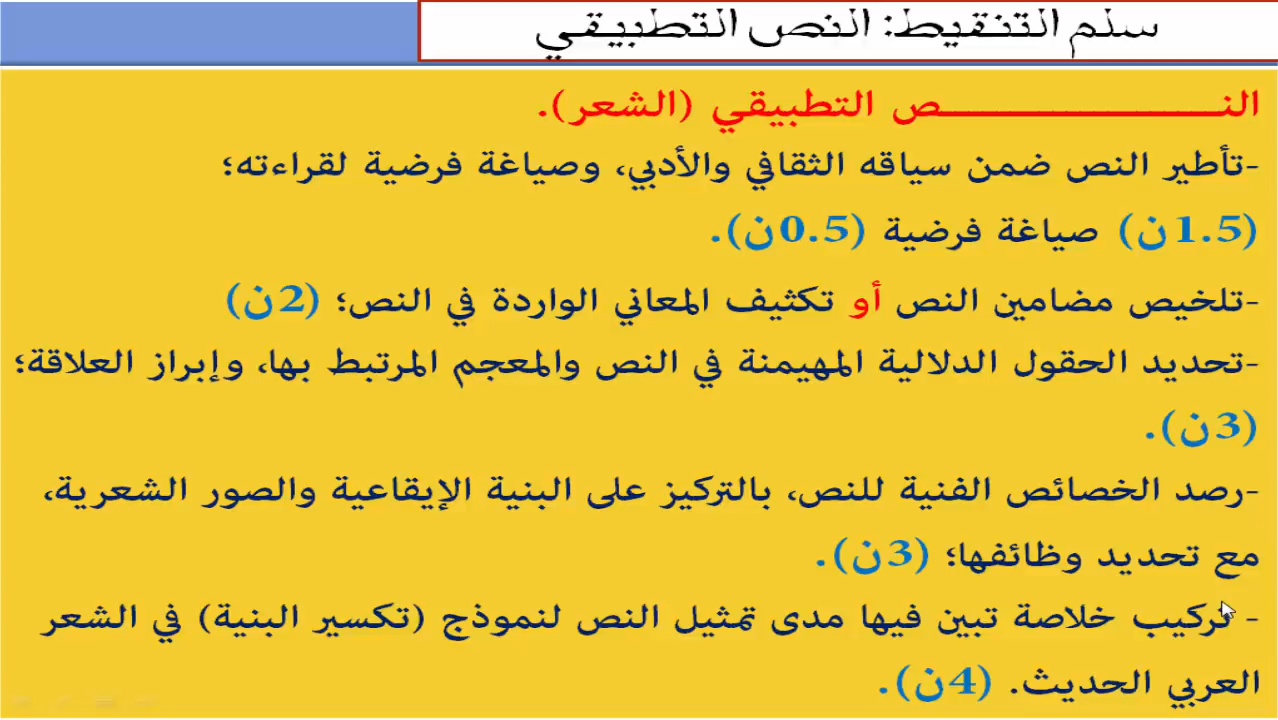 سلم التنقيط: النص التطبيقي
النـــــــــــــــــــــــص التطبيقي (الشعر).
-تأطير النص ضمن سياقه الثقافي والأدبي، وصياغة فرضية لقراءته؛
(1.5ن) صياغة فرضية (0.5ن).
-تلخيص مضامين النص أو تكثيف المعاني الواردة في النص؛ (2ن)
-تحديد الحقول الدلالية المهيمنة في النص والمعجم المرتبط بها، وإبراز العلاقة؛
(3ن).
-رصد الخصائص الفنية للنص، بالتركيز على البنية الإيقاعية والصور الشعرية،
مع تحديد وظائفها؛ (3ن).
- تركيب خلاصة تبين فيها مدى تمثيل النص لنموذج (تكسير البنية) في الشعر
العربي الحديث. (4ن).